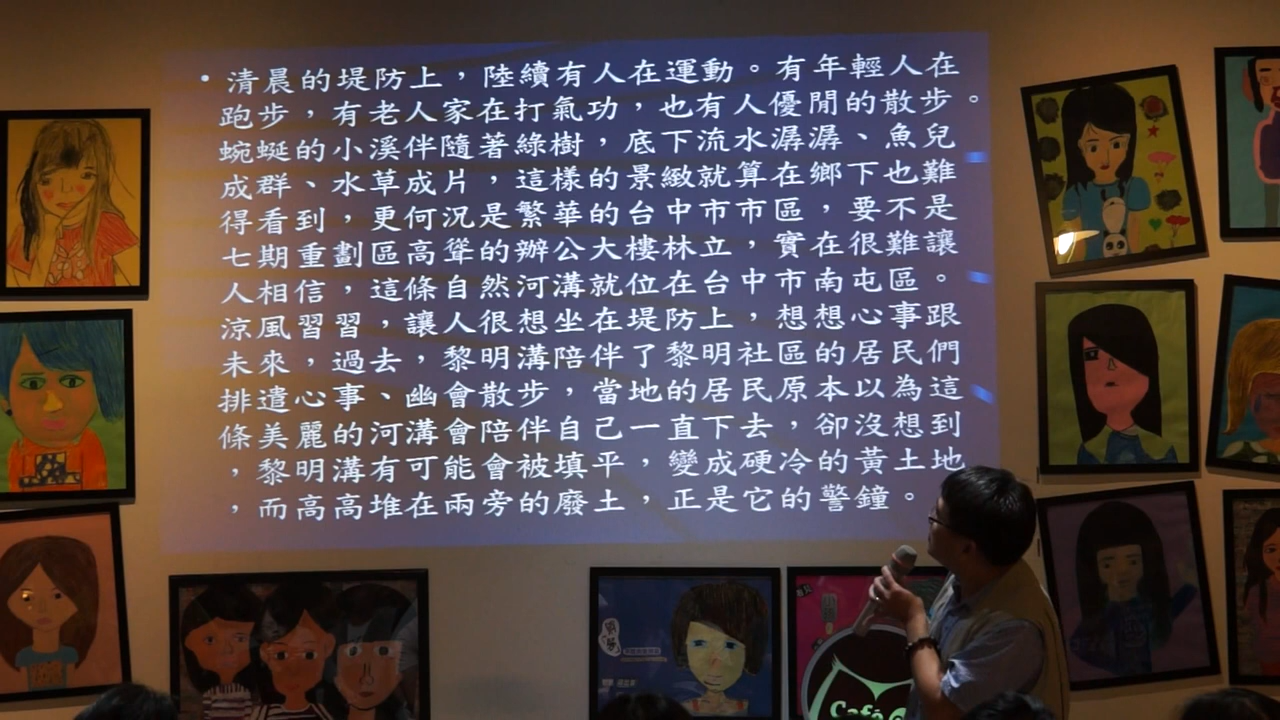 • 清晨的堤防上，陸續有人在運動。有年輕人在
跑步，有老人家在打氣功，也有人優閒的散步。
蜿蜒的小溪伴隨著綠樹，底下流水潺潺、魚兒
成群、水草成片，這樣的景緻就算在鄉下也難
得看到，更何況是繁華的台中市市區，要不是
七期重劃區高聳的辦公大樓林立，實在很難讓
人相信，這條自然河溝就位在台中市南屯區。
涼風習習，讓人很想坐在堤防上，想想心事跟
未來，過去，黎明溝陪伴了黎明社區的居民們
排遣心事、幽會散步，當地的居民原本以為這
條美麗的河溝會陪伴自己一直下去，卻沒想到
，黎明溝有可能會被填平，變成硬冷的黃土地
，而高高堆在兩旁的廢土，正是它的警鐘。
Café